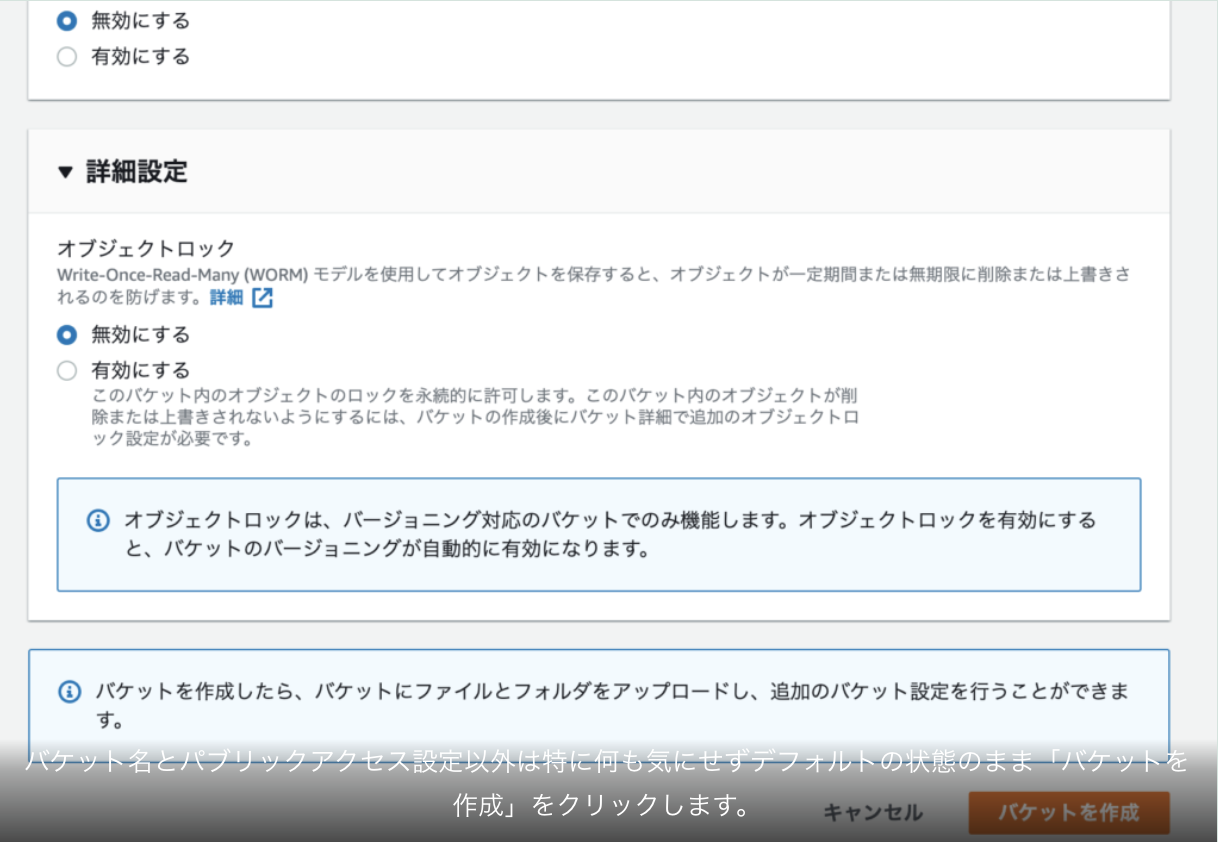 無効にする
有効にする
▼ 詳細設定
オブジェクトロック
Write-Once-Read-Many (WORM) モデルを使用してオブジェクトを保存すると、オブジェクトが一定期間または無期限に削除または上書きさ
れるのを防げます。詳細
無効にする
有効にする
このバケット内のオブジェクトのロックを永続的に許可します。このバケット内のオブジェクトが削
除または上書きされないようにするには、バケットの作成後にバケット詳細で追加のオブジェクトロ
ック設定が必要です。
オブジェクトロックは、バージョニング対応のバケットでのみ機能します。オブジェクトロックを有効にする
と、バケットのバージョニングが自動的に有効になります。
バケットを作成したら、バケットにファイルとフォルダをアップロードし、追加のバケット設定を行うことができま
す。
バケット名とパブリックアクセス設定以外は特に何も気にせずデフォルトの状態のまま「バケットを
作成」をクリックします。
キャンセル
バケットを作成